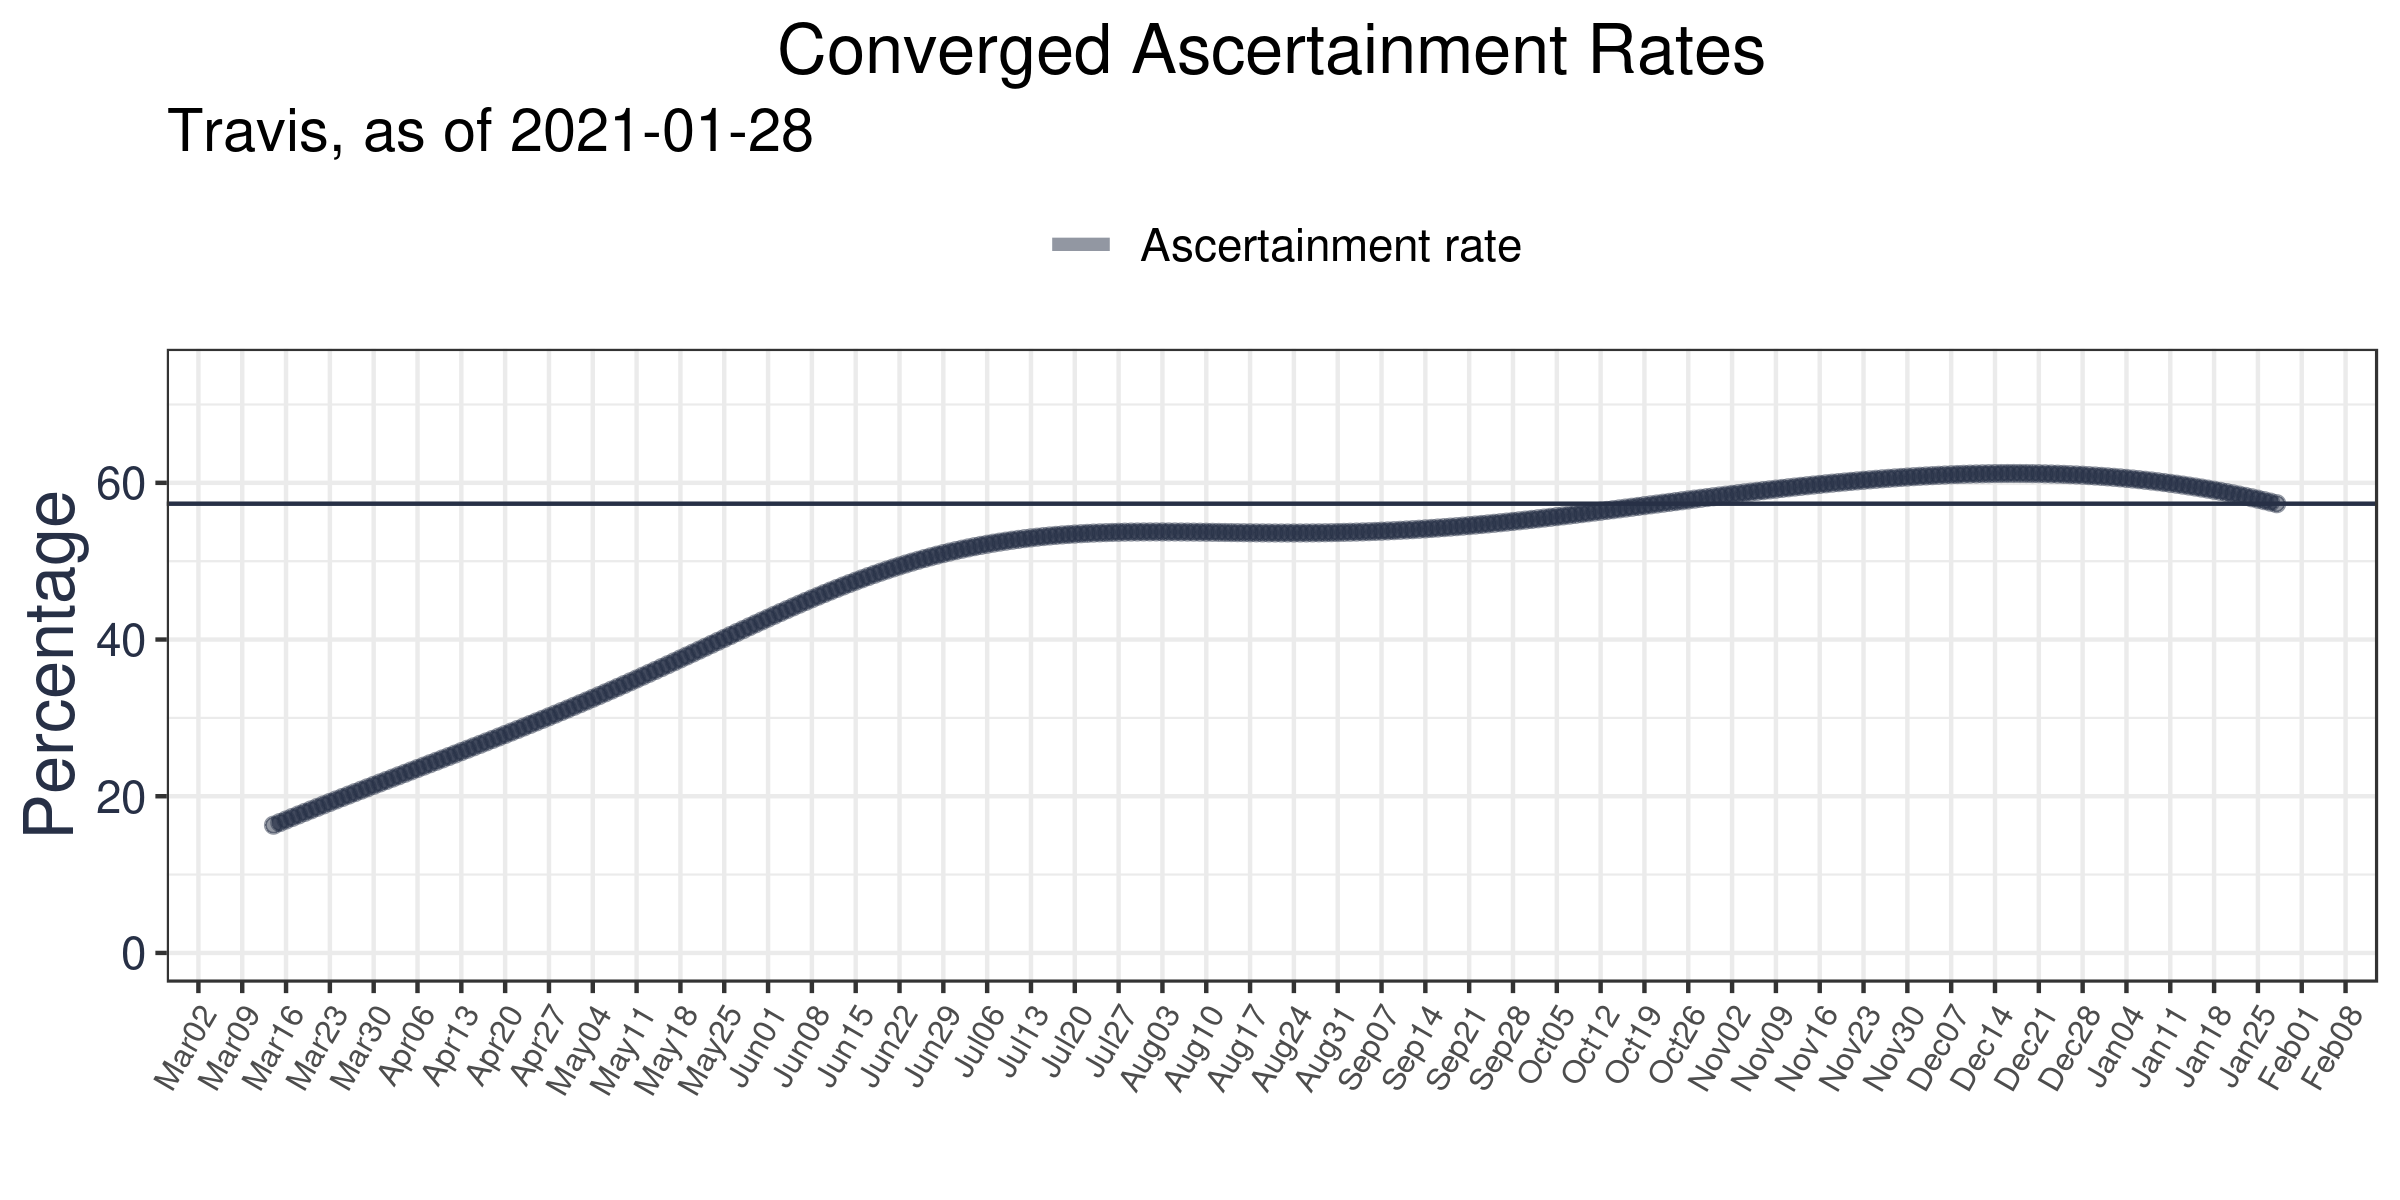 Converged Ascertainment Rates
Travis, as of 2021-01-28
Ascertainment rate
Percentage
60
40
20
0
Mar02 Mar09 Mar16 Mar23 Mar30 Apr06 Apr13 Apr20 Apr27 May04 May11 May18 May25 Jun01 Jun08 Jun15 Jun22 Jun29 Jul06 Jul13 Jul20 Jul27 Aug03 Aug10 Aug17 Aug24 Aug31 Sep07 Sep14 Sep21 Sep28 Oct05 Oct12 Oct19 Oct26 Nov02 Nov09 Nov16 Nov23 Nov30 Dec07 Dec14 Dec21 Dec28 Jan04 Jan11 Jan18 Jan25 Feb01 Feb08